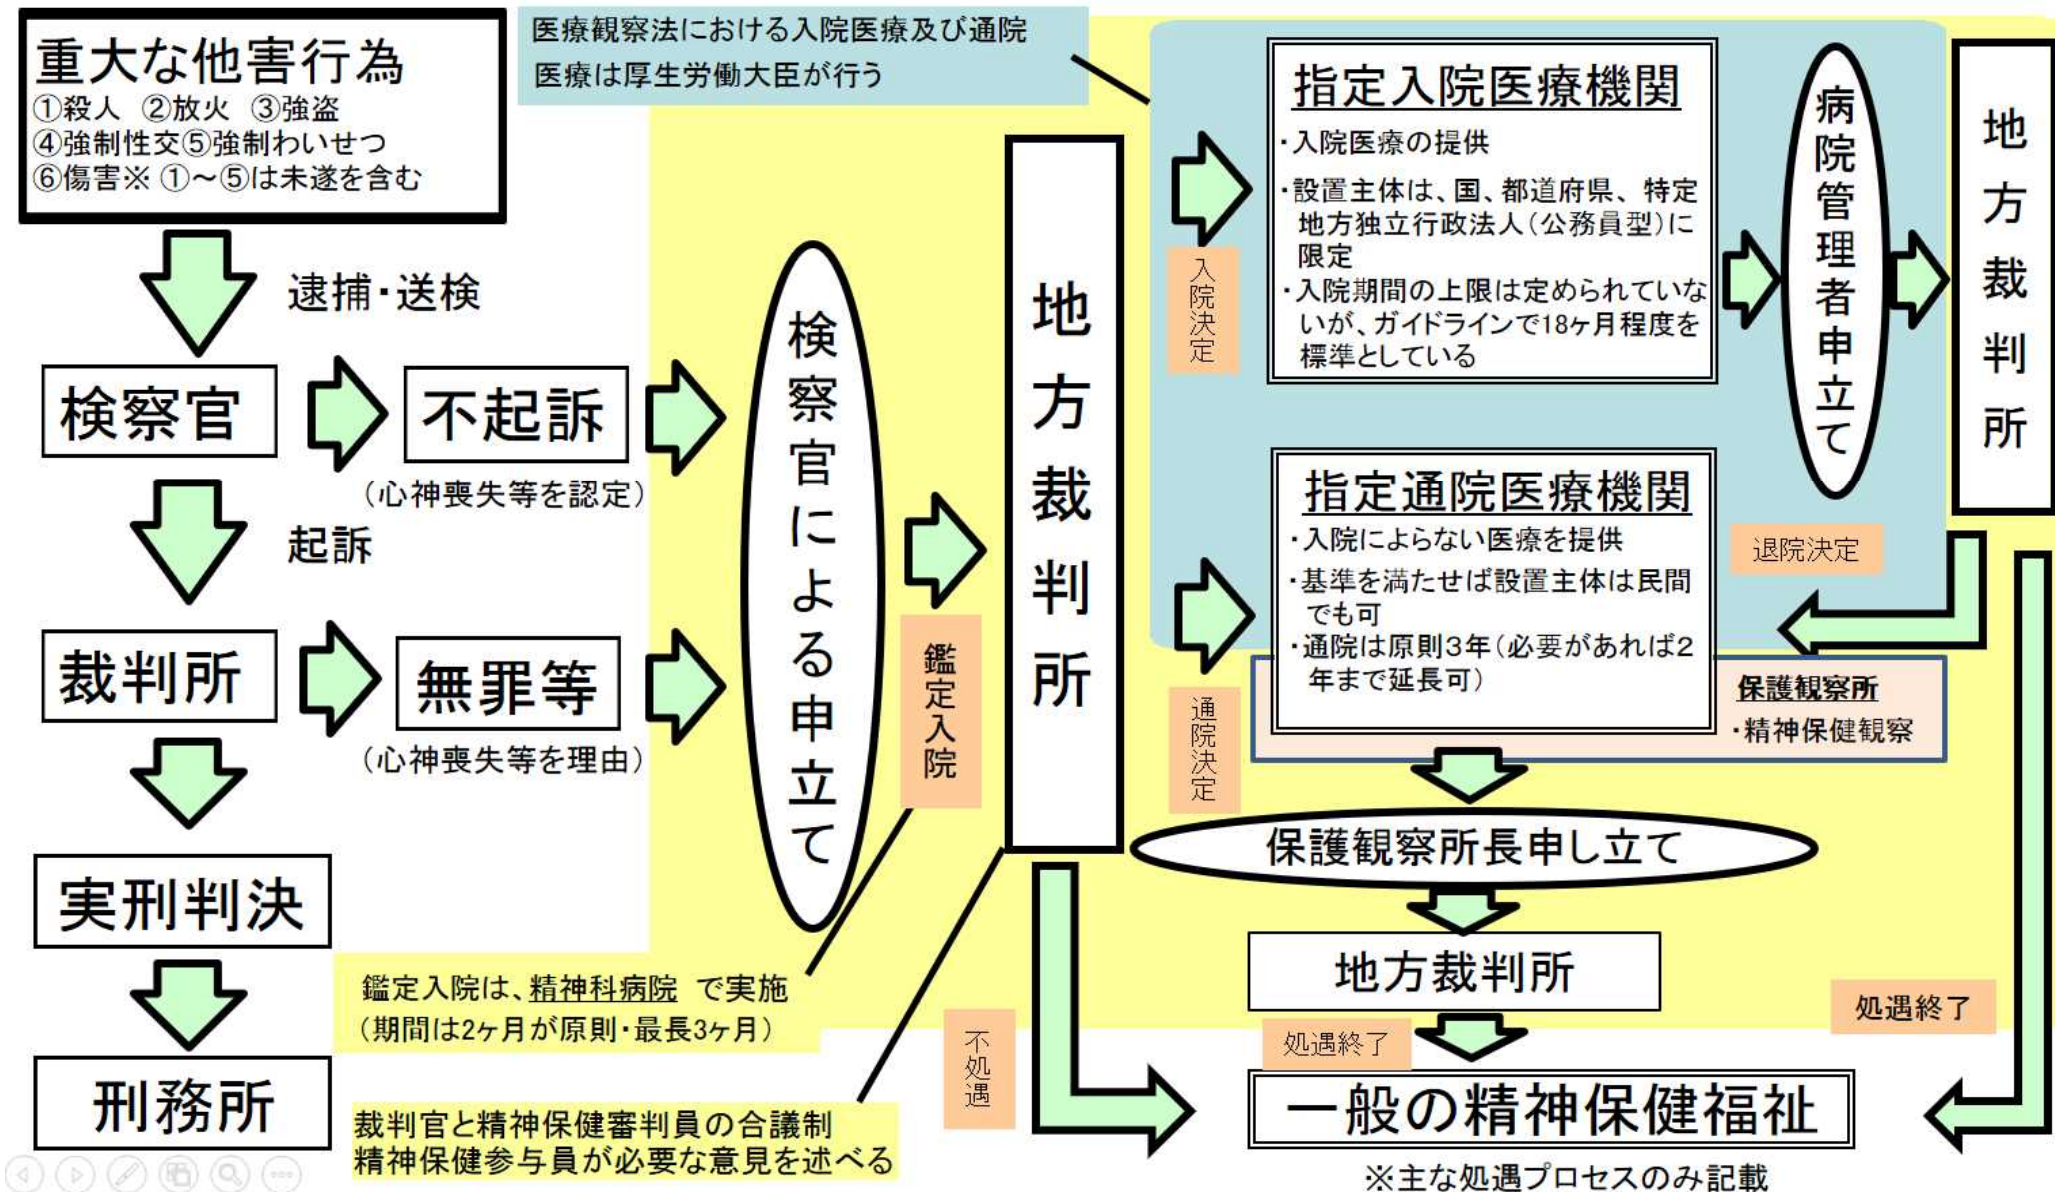 重大な他害行為
①殺人 ②放火 ③強盗
④強制性交⑤強制わいせつ
⑥傷害※ ①～⑤は未遂を含む
逮捕・送検
検察官
不起訴
(心神喪失等を認定)
起訴
裁判所
無罪等
(心神喪失等を理由)
実刑判決
刑務所
検察官による申立て
鑑定入院
鑑定入院は、精神科病院 で実施
(期間は2ヶ月が原則・最長3ヶ月)
地方裁判所
裁判官と精神保健審判員の合議制
精神保健参与員が必要な意見を述べる
医療観察法における入院医療及び通院
医療は厚生労働大臣が行う
入院決定
指定入院医療機関
・入院医療の提供
・設置主体は、国、都道府県、特定
地方独立行政法人(公務員型)に
限定
・入院期間の上限は定められていな
いが、ガイドラインで18ヶ月程度を
標準としている
病院管理者申立て
地方裁判所
退院決定
通院決定
指定通院医療機関
・入院によらない医療を提供
・基準を満たせば設置主体は民間
でも可
・通院は原則3年(必要があれば2
年まで延長可)
保護観察所
・精神保健観察
保護観察所長申し立て
地方裁判所
処遇終了
処遇終了
不処遇
一般の精神保健福祉
※主な処遇プロセスのみ記載